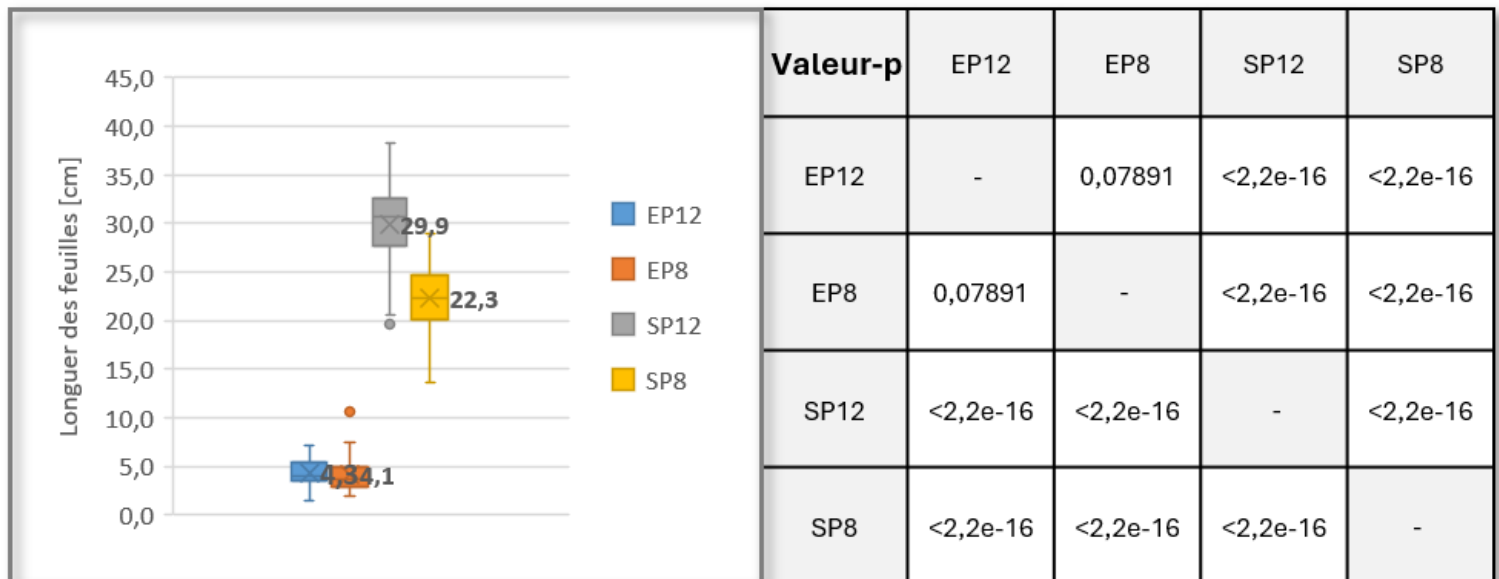 45,0
40,0
35,0
30,0
25,0
20,0
15,0
10,0
5,0
0,0
Longuer des feuilles [cm]
4,3
4,1
29,9
22,3
EP12
EP8
SP12
SP8
Valeur-p EP12 EP8 SP12 SP8
EP12 - 0,07891 <2,2e-16 <2,2e-16
EP8 0,07891 - <2,2e-16 <2,2e-16
SP12 <2,2e-16 <2,2e-16 - <2,2e-16
SP8 <2,2e-16 <2,2e-16 <2,2e-16 -